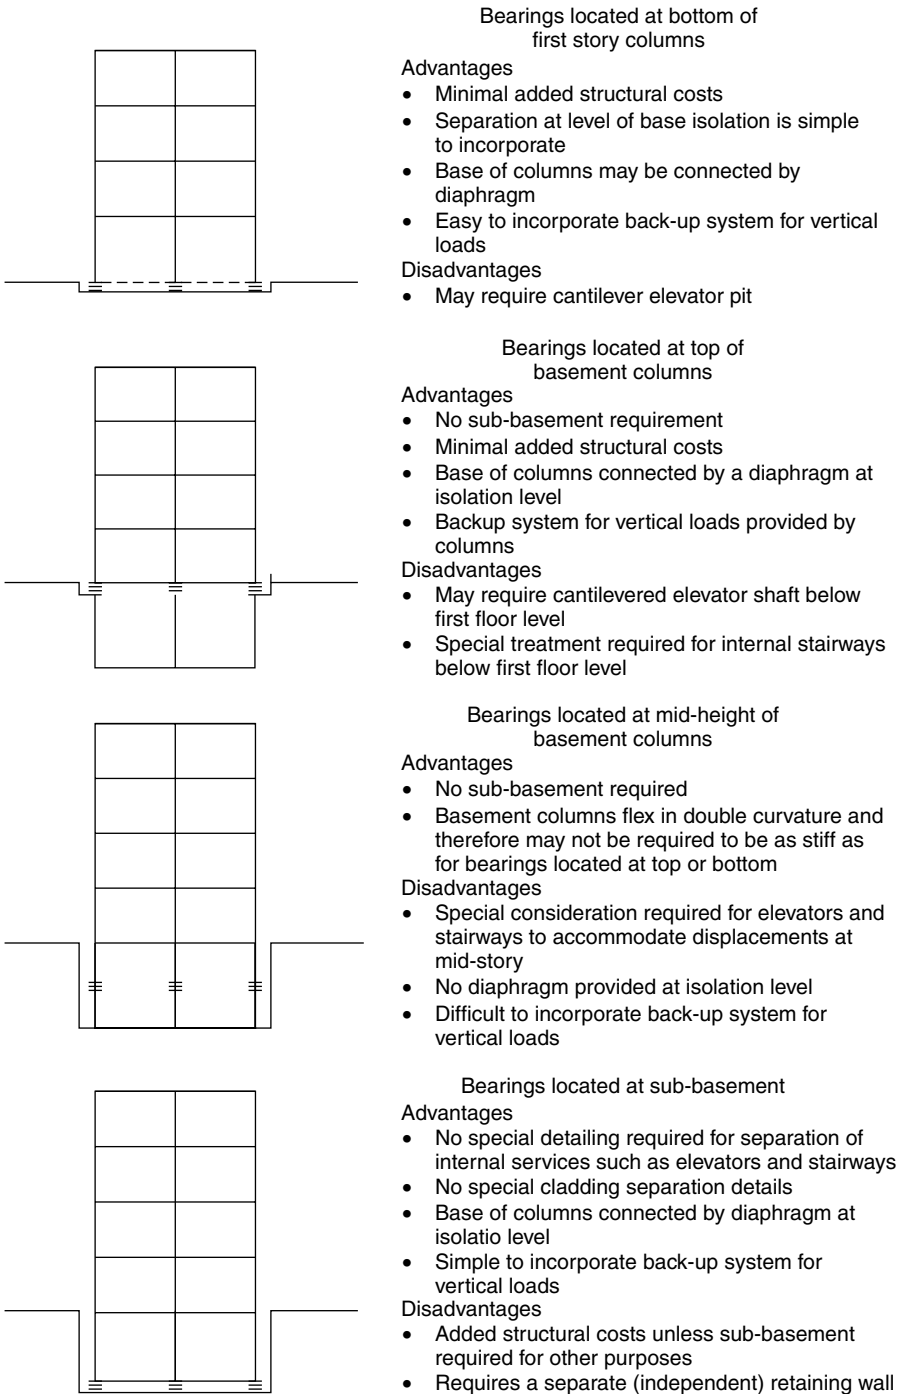 Bearings located at bottom of
first story columns
Advantages
• Minimal added structural costs
• Separation at level of base isolation is simple
to incorporate
• Base of columns may be connected by
diaphragm
• Easy to incorporate back-up system for vertical
loads
Disadvantages
• May require cantilever elevator pit
Bearings located at top of
basement columns
Advantages
• No sub-basement requirement
• Minimal added structural costs
• Base of columns connected by a diaphragm at
isolation level
• Backup system for vertical loads provided by
columns
Disadvantages
• May require cantilevered elevator shaft below
first floor level
• Special treatment required for internal stairways
below first floor level
Bearings located at mid-height of
basement columns
Advantages
• No sub-basement required
• Basement columns flex in double curvature and
therefore may not be required to be as stiff as
for bearings located at top or bottom
Disadvantages
• Special consideration required for elevators and
stairways to accommodate displacements at
mid-story
• No diaphragm provided at isolation level
• Difficult to incorporate back-up system for
vertical loads
Bearings located at sub-basement
Advantages
• No special detailing required for separation of
internal services such as elevators and stairways
• No special cladding separation details
• Base of columns connected by diaphragm at
isolatio level
• Simple to incorporate back-up system for
vertical loads
Disadvantages
• Added structural costs unless sub-basement
required for other purposes
• Requires a separate (independent) retaining wall